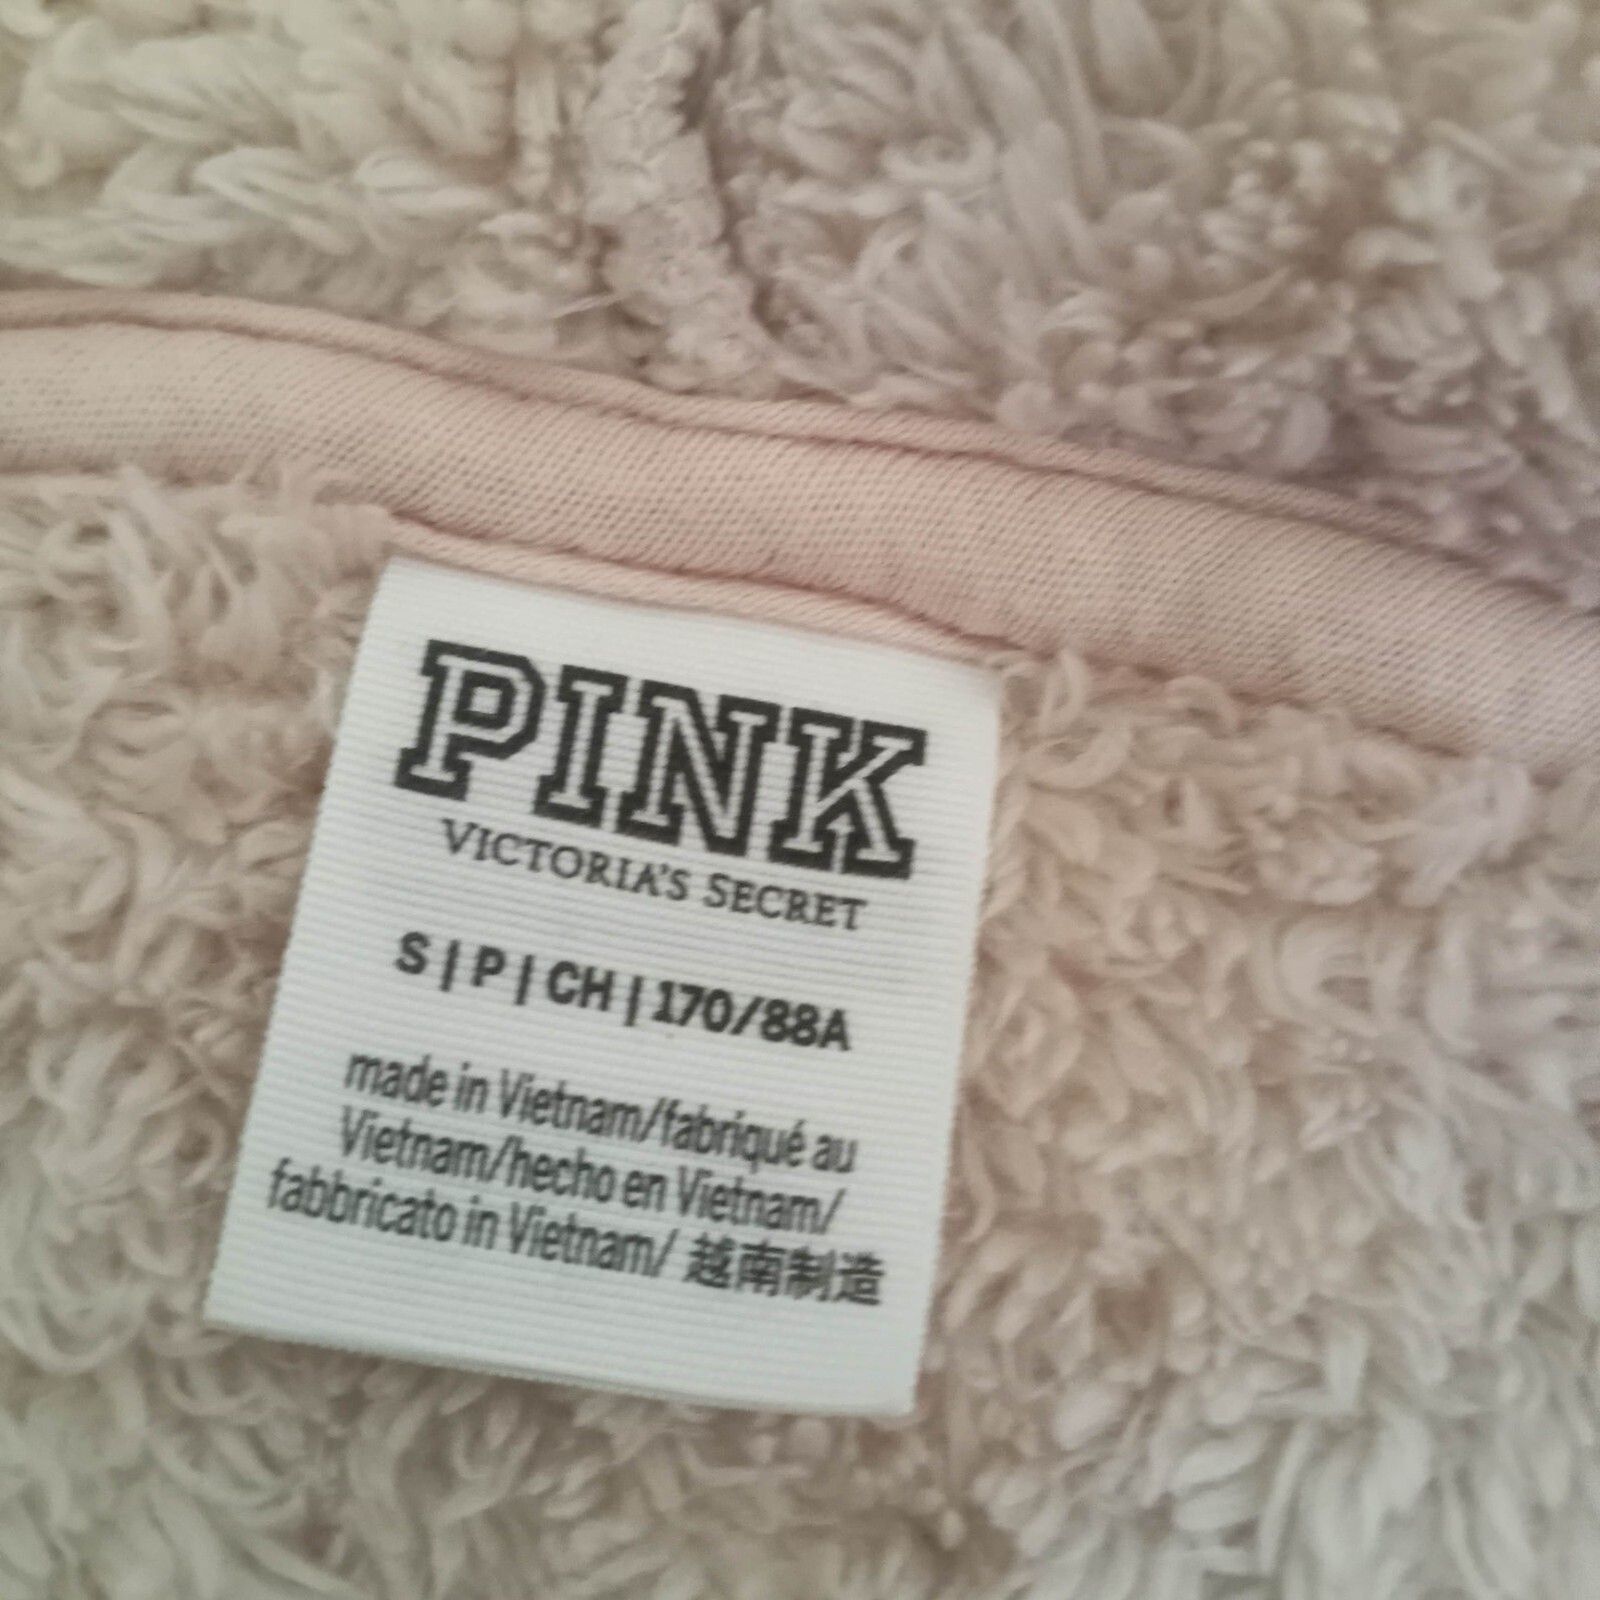 PINK
VICTORIA'S SECRET
S | P | CH | 170/88A
made in Vietnam/fabriqué au
Vietnam/hecho en Vietnam/
fabbricato in Vietnam/ 越南制造